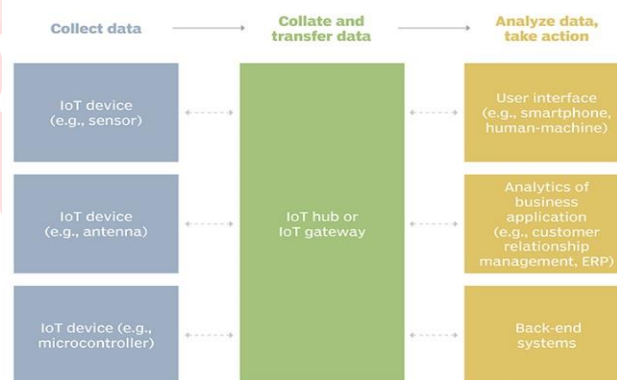 Collect data
Collate and
transfer data
Analyze data,
take action
IoT device
(e.g., sensor)
IoT device
(e.g., antenna)
IoT device (e.g.,
microcontroller)
IoT hub or
IoT gateway
User interface
(e.g., smartphone,
human-machine)
Analytics of
business
application
(e.g., customer
relationship
management, ERP)
Back-end
systems